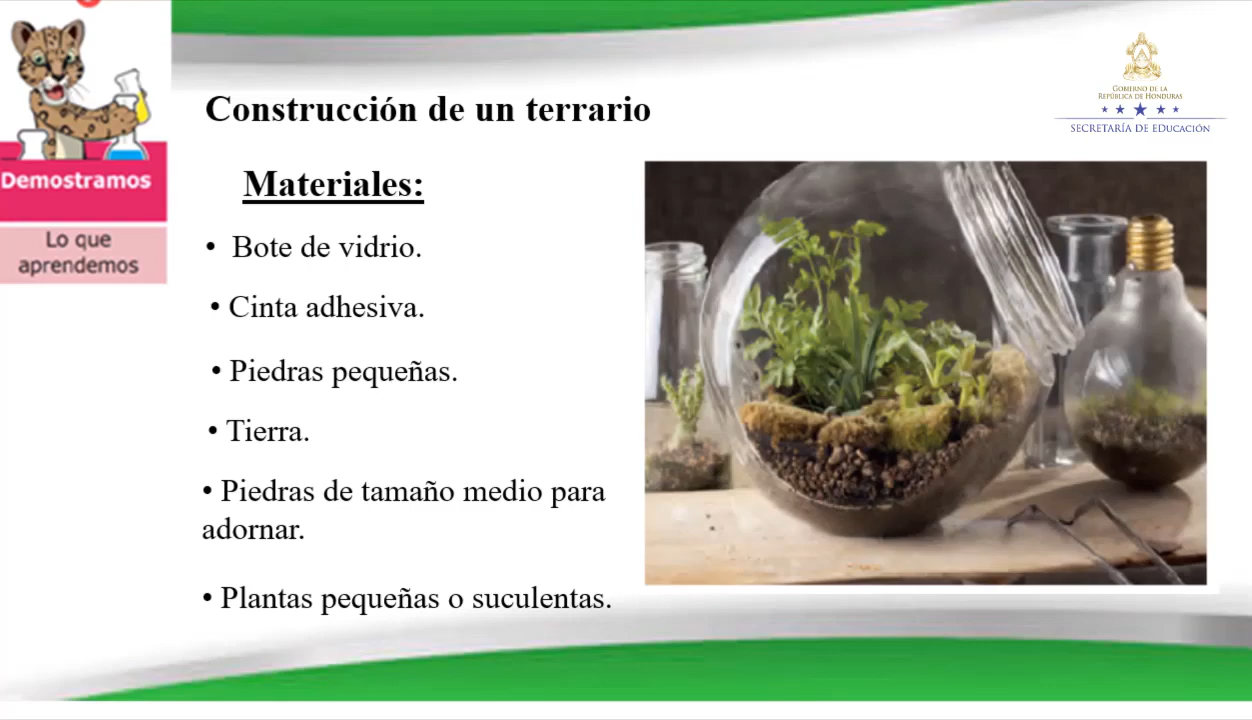 Construcción de un terrario
GOBIERNO DE LA
REPÚBLICA DE HONDURAS
SECRETARÍA DE EDUCACIÓN
Demostramos
Lo que
aprendemos
Materiales:
• Bote de vidrio.
• Cinta adhesiva.
• Piedras pequeñas.
• Tierra.
• Piedras de tamaño medio para
adornar.
• Plantas pequeñas o suculentas.